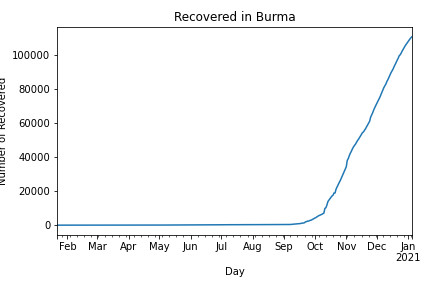 Recovered in Burma
100000
80000
60000
40000
20000
0
Number of Recovered
Feb Mar Apr May Jun Jul Aug Sep Oct Nov Dec Jan
2021
Day